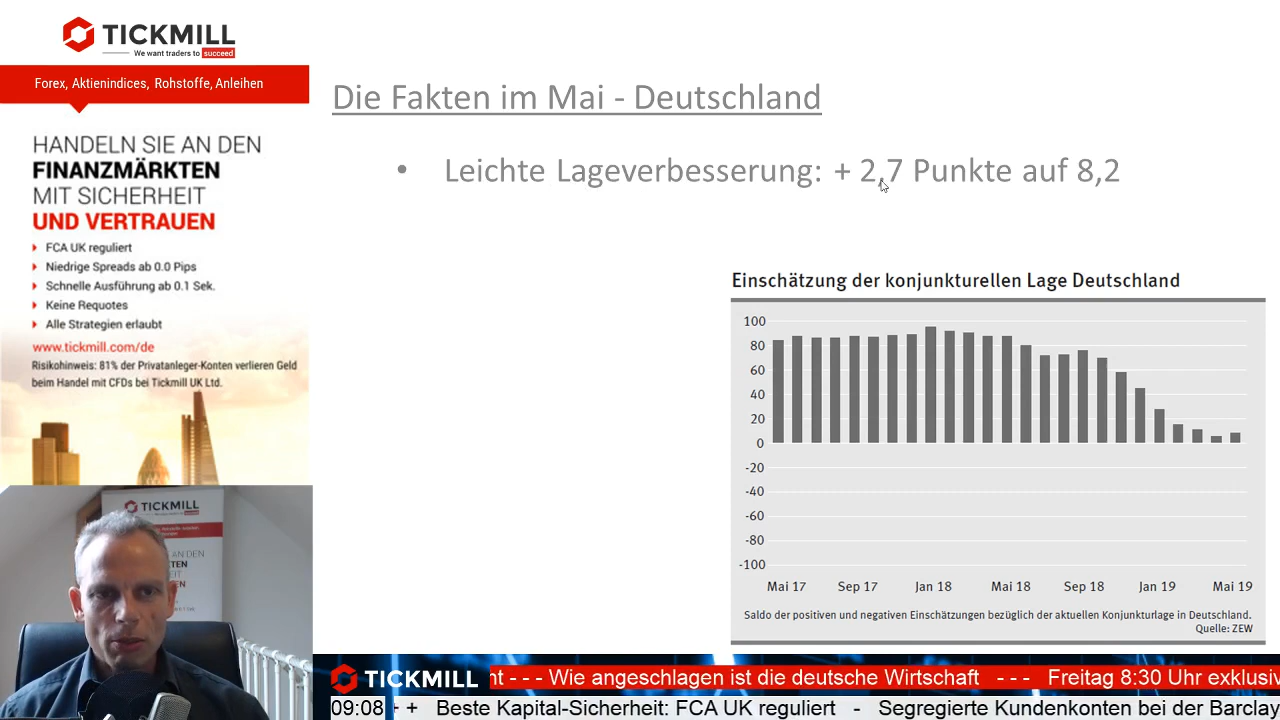 TICKMILL
We want traders to succeed
Forex, Aktienindices, Rohstoffe, Anleihen
HANDELN SIE AN DEN
FINANZMÄRKTEN
MIT SICHERHEIT
UND VERTRAUEN
FCA UK reguliert
Niedrige Spreads ab 0.0 Pips
Schnelle Ausführung ab 0.1 Sek.
Keine Requotes
Alle Strategien erlaubt
www.tickmill.com/de
Risikohinweis: 81% der Privatanleger-Konten verlieren Geld
beim Handel mit CFDs bei Tickmill UK Ltd.
TICKMILL
AN DEN
Die Fakten im Mai - Deutschland
• Leichte Lageverbesserung: + 2,7 Punkte auf 8,2
Einschätzung der konjunkturellen Lage Deutschland
100
80
60
40
20
0
-20
-40
-60
-80
-100
Mai 17 Sep 17 Jan 18 Mai 18 Sep 18 Jan 19 Mai 19
Saldo der positiven und negativen Einschätzungen bezüglich der aktuellen Konjunkturlage in Deutschland.
Quelle: ZEW
TICKMILL nt - - - Wie angeschlagen ist die deutsche Wirtschaft - - - Freitag 8:30 Uhr exklusiv
09:08 + + Beste Kapital-Sicherheit: FCA UK reguliert - Segregierte Kundenkonten bei der Barclay